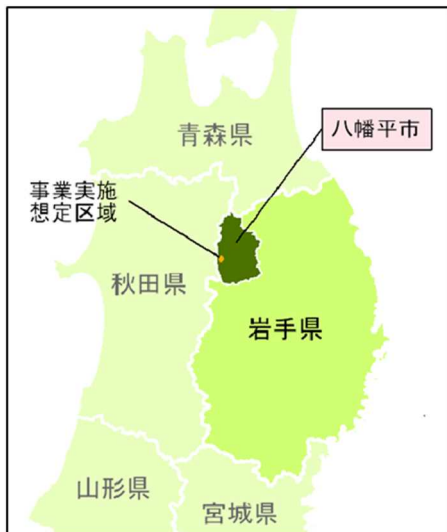 青森県
八幡平市
事業実施
想定区域
秋田県
岩手県
山形県
宮城県